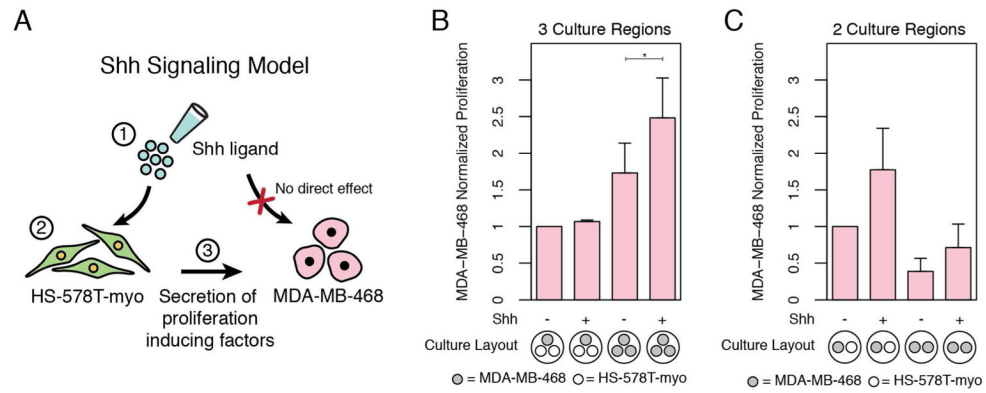 A
Shh Signaling Model
1
Shh ligand
No direct effect
2
3
HS-578T-myo
Secretion of
proliferation
inducing factors
MDA-MB-468
B
3 Culture Regions
MDA−MB−468 Normalized Proliferation
3
2.5
2
1.5
1
0.5
0
*
Shh - + - +
Culture Layout
= MDA-MB-468 = HS-578T-myo
C
2 Culture Regions
MDA−MB−468 Normalized Proliferation
3
2.5
2
1.5
1
0.5
0
Shh - + - +
Culture Layout
= MDA-MB-468 = HS-578T-myo